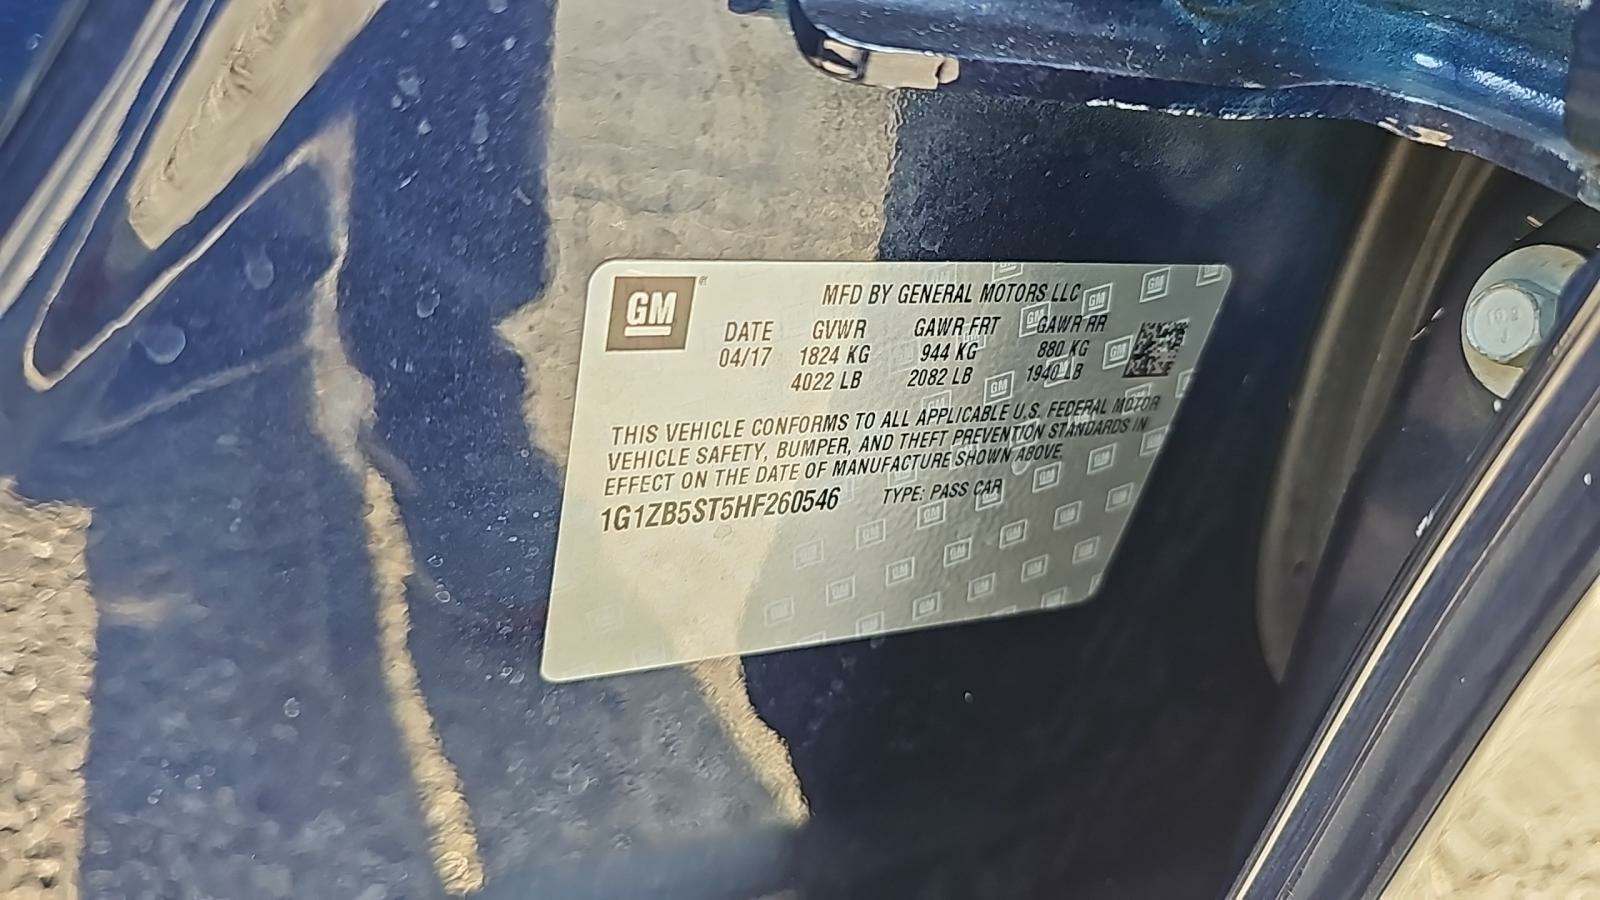 GM
MFD BY GENERAL MOTORS LLC
DATE GVWR GAWR FRT GAWR RR
04/17 1824 KG 944 KG 880 KG
4022 LB 2082 LB 1940 LB
THIS VEHICLE CONFORMS TO ALL APPLICABLE U.S. FEDERAL MOTOR
VEHICLE SAFETY, BUMPER, AND THEFT PREVENTION STANDARDS IN
EFFECT ON THE DATE OF MANUFACTURE SHOWN ABOVE.
1G1ZB5ST5HF260546 TYPE: PASS CAR